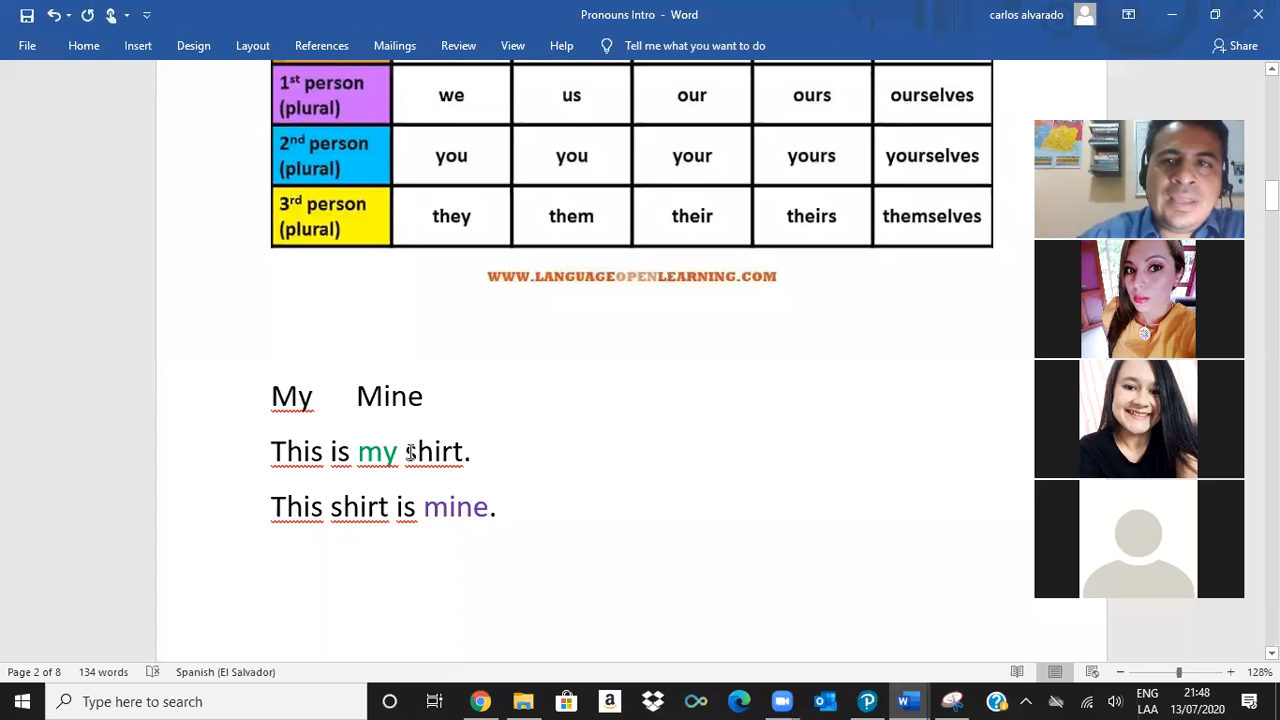 Pronouns Intro - Word
carlos alvarado
File Home Insert Design Layout References Mailings Review View Help Tell me what you want to do Share
1st person (plural) we us our ours ourselves
2nd person (plural) you you your yours yourselves
3rd person (plural) they them their theirs themselves
WWW.LANGUAGEOPENLEARNING.COM
My Mine
This is my shirt.
This shirt is mine.
Page 2 of 8 134 words Spanish (El Salvador) 128%
Type here to search
ENG 21:48
LAA 13/07/2020